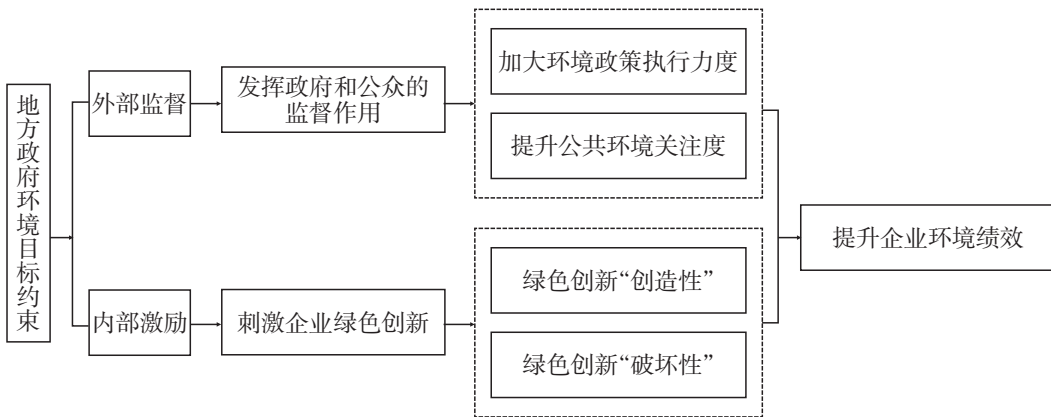 地方政府环境目标约束
外部监督
发挥政府和公众的
监督作用
加大环境政策执行力度
提升公共环境关注度
内部激励
刺激企业绿色创新
绿色创新“创造性”
绿色创新“破坏性”
提升企业环境绩效